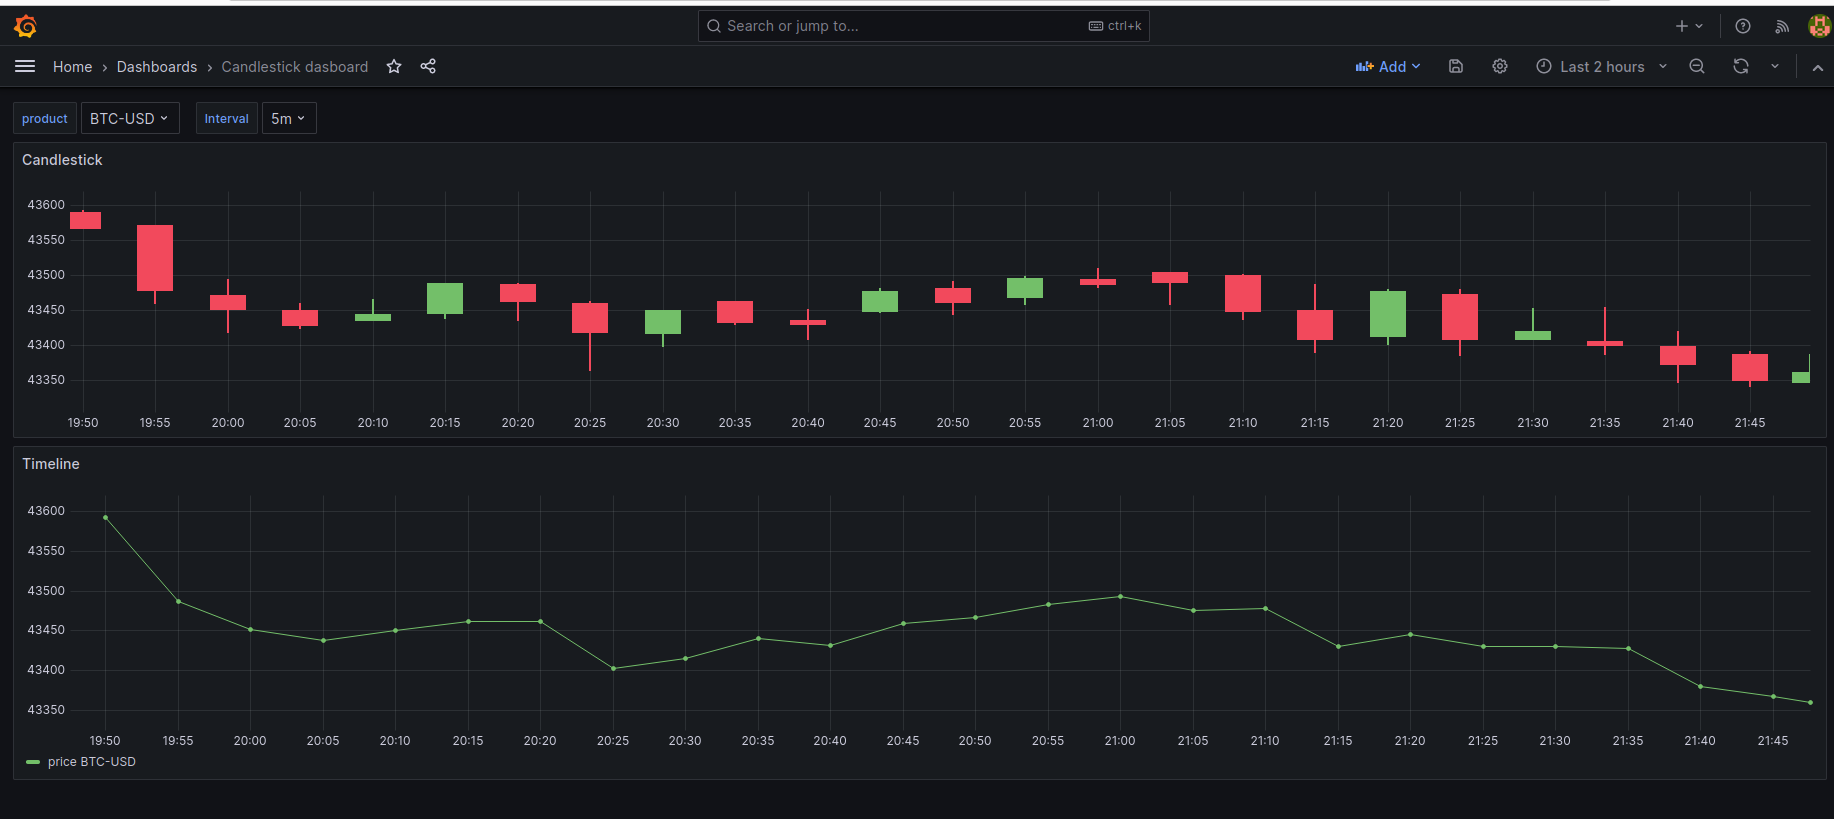 Search or jump to... ctrl+k
Home › Dashboards › Candlestick dasboard Add Last 2 hours
product BTC-USD Interval 5m
Candlestick
43600
43550
43500
43450
43400
43350
19:50 19:55 20:00 20:05 20:10 20:15 20:20 20:25 20:30 20:35 20:40 20:45 20:50 20:55 21:00 21:05 21:10 21:15 21:20 21:25 21:30 21:35 21:40 21:45
Timeline
43600
43550
43500
43450
43400
43350
19:50 19:55 20:00 20:05 20:10 20:15 20:20 20:25 20:30 20:35 20:40 20:45 20:50 20:55 21:00 21:05 21:10 21:15 21:20 21:25 21:30 21:35 21:40 21:45
price BTC-USD